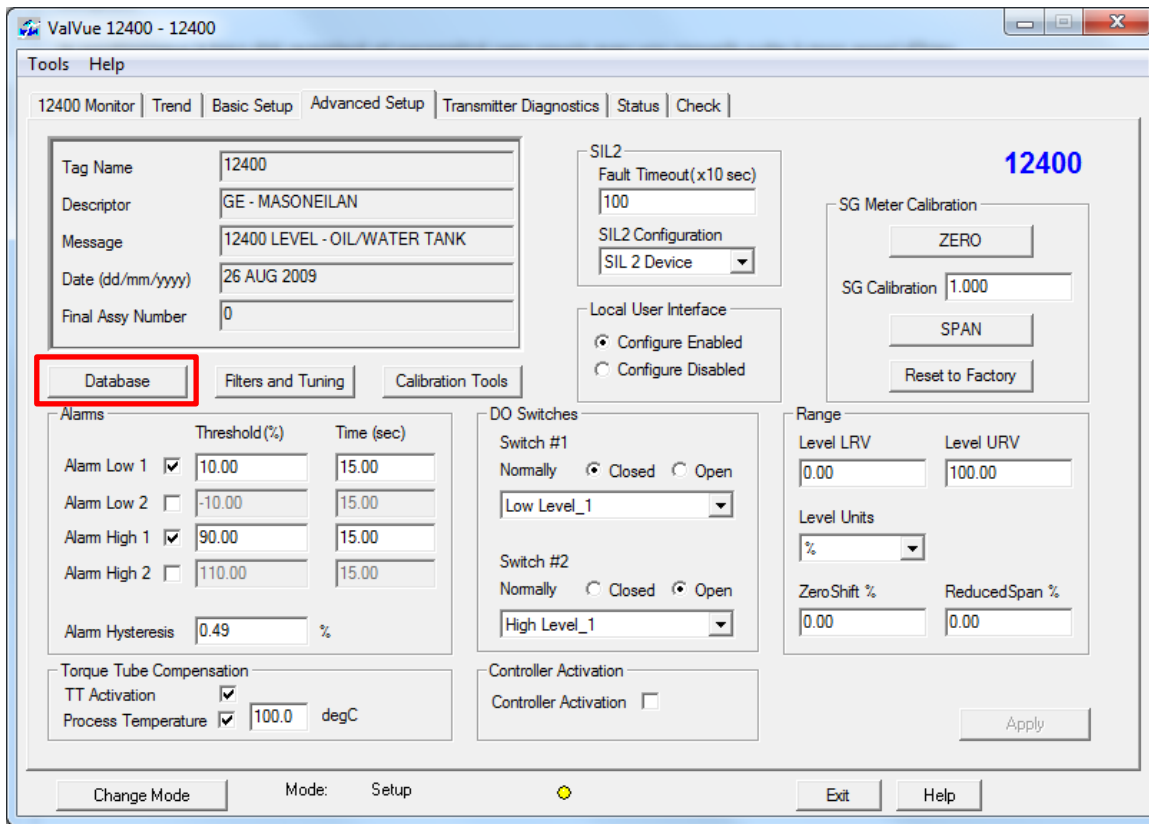 ValVue 12400 - 12400
Tools Help
12400 Monitor Trend Basic Setup Advanced Setup Transmitter Diagnostics Status Check
Tag Name 12400
Descriptor GE - MASONEILAN
Message 12400 LEVEL - OIL/WATER TANK
Date (dd/mm/yyyy) 26 AUG 2009
Final Assy Number 0
SIL2
Fault Timeout(x10 sec)
100
SIL2 Configuration
SIL 2 Device
Local User Interface
Configure Enabled
Configure Disabled
12400
SG Meter Calibration
ZERO
SG Calibration 1.000
SPAN
Reset to Factory
Database Filters and Tuning Calibration Tools
Alarms
Threshold(%) Time (sec)
Alarm Low 1 10.00 15.00
Alarm Low 2 -10.00 15.00
Alarm High 1 90.00 15.00
Alarm High 2 110.00 15.00
Alarm Hysteresis 0.49 %
DO Switches
Switch #1
Normally Closed Open
Low Level_1
Switch #2
Normally Closed Open
High Level_1
Range
Level LRV Level URV
0.00 100.00
Level Units
%
ZeroShift % ReducedSpan %
0.00 0.00
Torque Tube Compensation
TT Activation
Process Temperature 100.0 degC
Controller Activation
Controller Activation
Apply
Change Mode Mode: Setup Exit Help